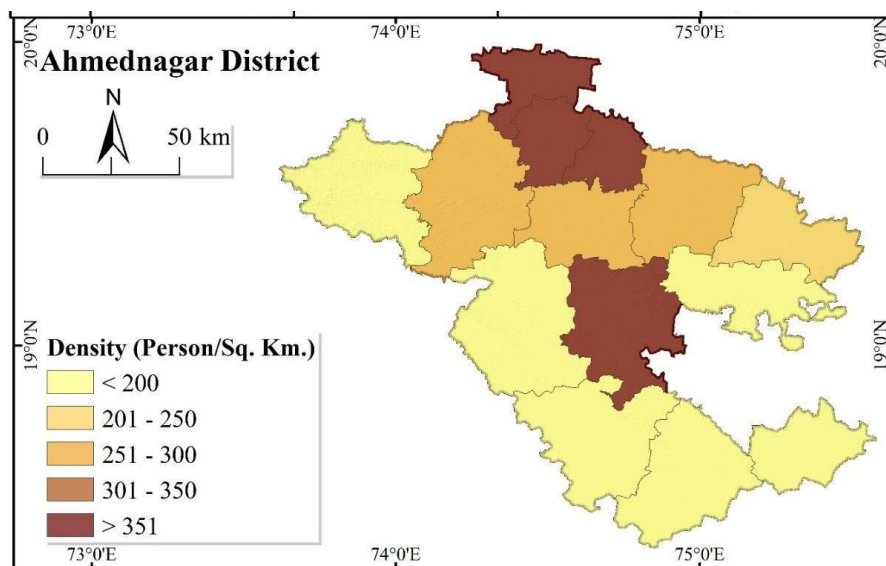 73°0'E 74°0'E 75°0'E
20°0'N 20°0'N
Ahmednagar District
N
0 50 km
19°0'N 19°0'N
Density (Person/Sq. Km.)
< 200
201 - 250
251 - 300
301 - 350
> 351
73°0'E 74°0'E 75°0'E